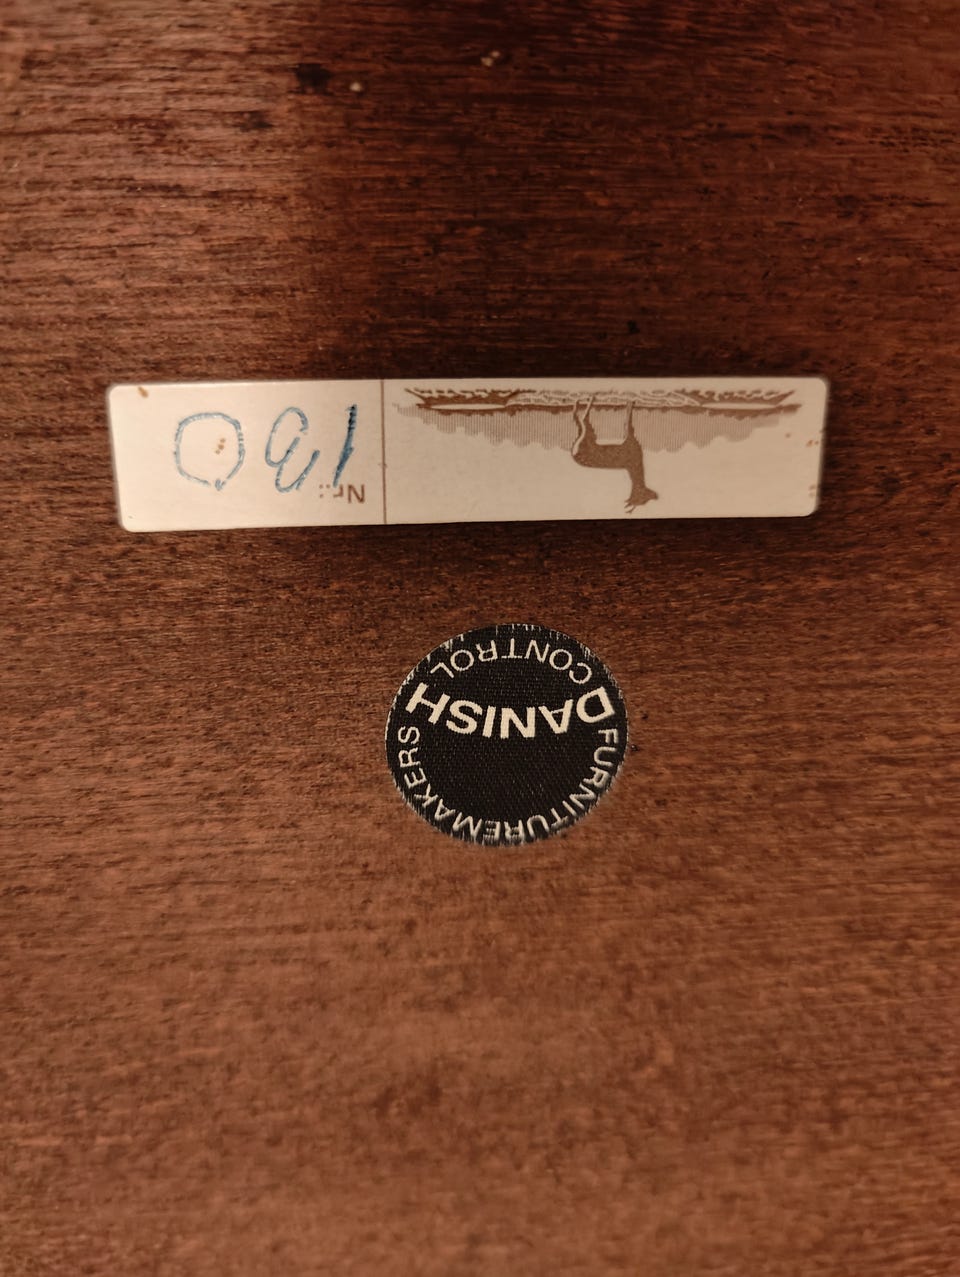 Nr.: 130
DANISH
FURNITUREMAKERS
CONTROL